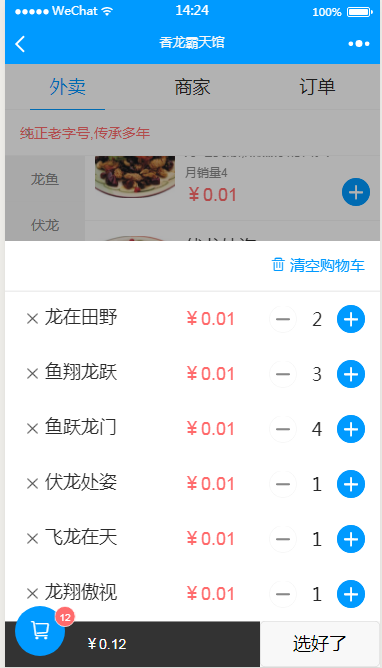 WeChat 14:24 100%
香龙霸天馆
外卖 商家 订单
纯正老字号,传承多年
龙鱼
月销量4
￥0.01
伏龙
清空购物车
× 龙在田野 ￥0.01 2
× 鱼翔龙跃 ￥0.01 3
× 鱼跃龙门 ￥0.01 4
× 伏龙处姿 ￥0.01 1
× 飞龙在天 ￥0.01 1
× 龙翔傲视 ￥0.01 1
12
￥0.12 选好了